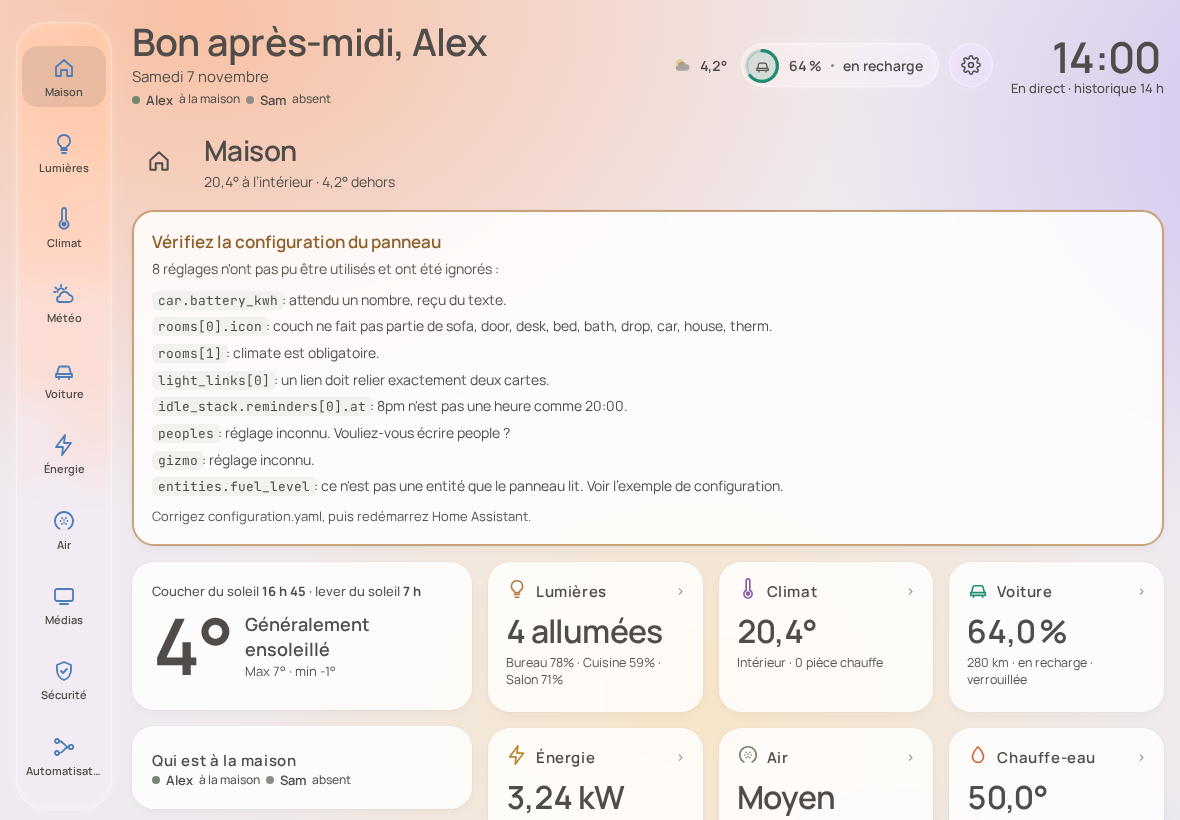 Maison
Lumières
Climat
Météo
Voiture
Énergie
Air
Médias
Sécurité
Automatisat...
Bon après-midi, Alex
Samedi 7 novembre
Alex à la maison Sam absent
4,2°
64 % • en recharge
14:00
En direct · historique 14 h
Maison
20,4° à l'intérieur · 4,2° dehors
Vérifiez la configuration du panneau
8 réglages n'ont pas pu être utilisés et ont été ignorés :
car.battery_kwh : attendu un nombre, reçu du texte.
rooms[0].icon : couch ne fait pas partie de sofa, door, desk, bed, bath, drop, car, house, therm.
rooms[1] : climate est obligatoire.
light_links[0] : un lien doit relier exactement deux cartes.
idle_stack.reminders[0].at : 8pm n'est pas une heure comme 20:00.
peoples : réglage inconnu. Vouliez-vous écrire people ?
gizmo : réglage inconnu.
entities.fuel_level : ce n'est pas une entité que le panneau lit. Voir l'exemple de configuration.
Corrigez configuration.yaml, puis redémarrez Home Assistant.
Coucher du soleil 16 h 45 · lever du soleil 7 h
4°
Généralement
ensoleillé
Max 7° · min -1°
Lumières
4 allumées
Bureau 78% · Cuisine 59% ·
Salon 71%
Climat
20,4°
Intérieur · 0 pièce chauffe
Voiture
64,0 %
280 km · en recharge ·
verrouillée
Qui est à la maison
Alex à la maison Sam absent
Énergie
3,24 kW
Air
Moyen
Chauffe-eau
50,0°